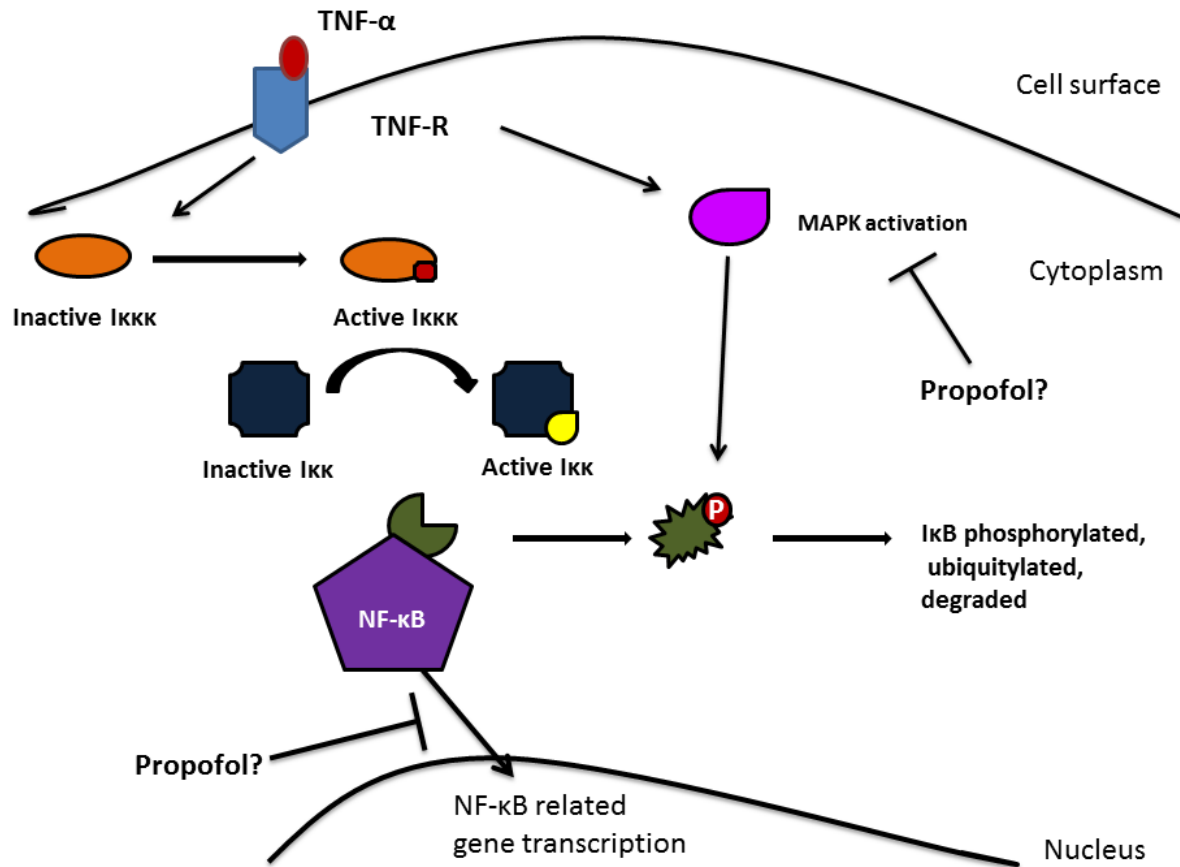 TNF-α
Cell surface
TNF-R
MAPK activation
Cytoplasm
Inactive Iκκκ
Active Iκκκ
Propofol?
Inactive Iκκ
Active Iκκ
P
IκB phosphorylated,
ubiquitylated,
degraded
NF-κB
Propofol?
NF-κB related
gene transcription
Nucleus